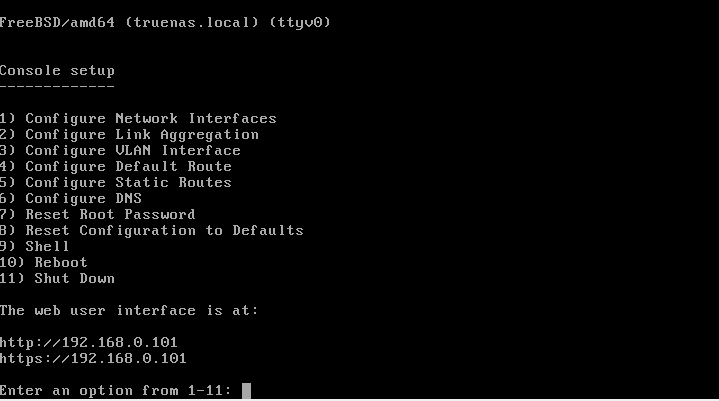 FreeBSD/amd64 (truenas.local) (ttyv0)
Console setup
-------------
1) Configure Network Interfaces
2) Configure Link Aggregation
3) Configure VLAN Interface
4) Configure Default Route
5) Configure Static Routes
6) Configure DNS
7) Reset Root Password
8) Reset Configuration to Defaults
9) Shell
10) Reboot
11) Shut Down
The web user interface is at:
http://192.168.0.101
https://192.168.0.101
Enter an option from 1-11: